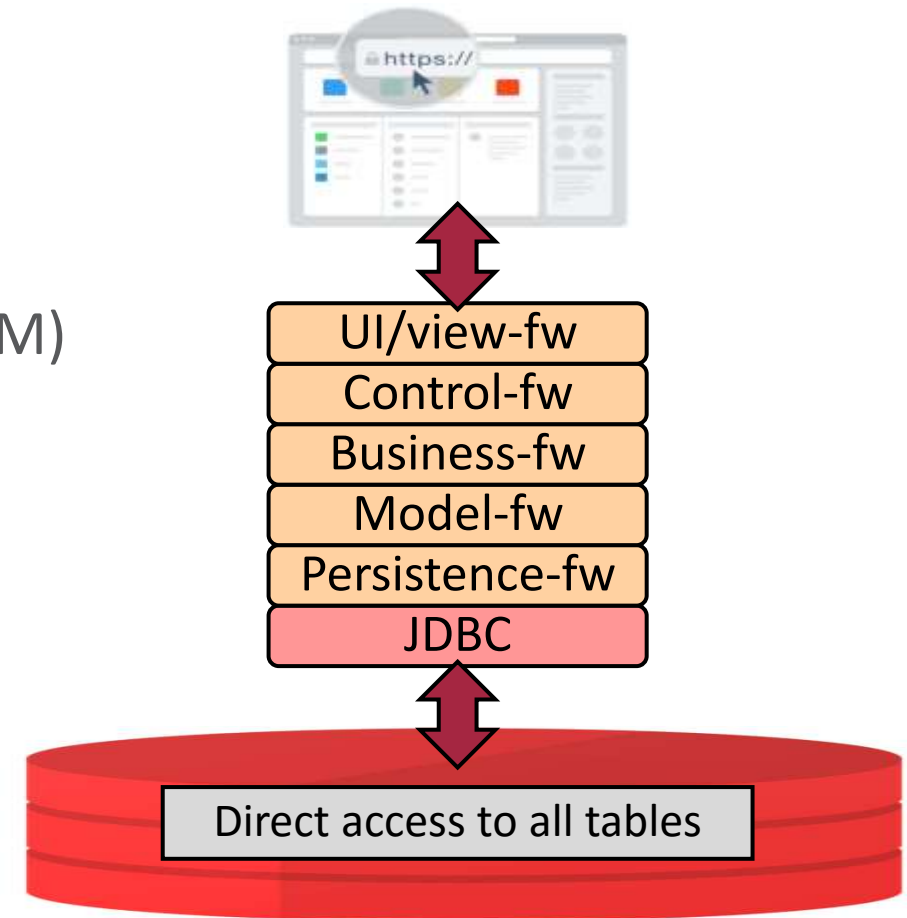 https://
M)
UI/view-fw
Control-fw
Business-fw
Model-fw
Persistence-fw
JDBC
Direct access to all tables